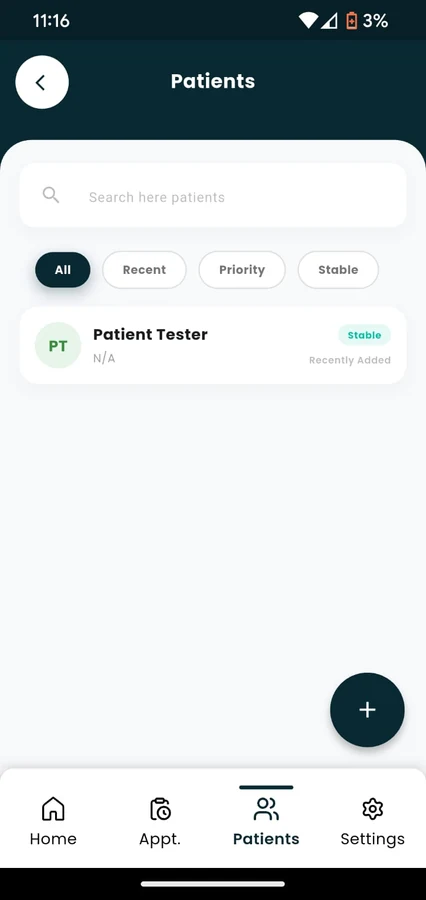 11:16 3%
Patients
Search here patients
All Recent Priority Stable
PT Patient Tester Stable
N/A Recently Added
+
Home Appt. Patients Settings